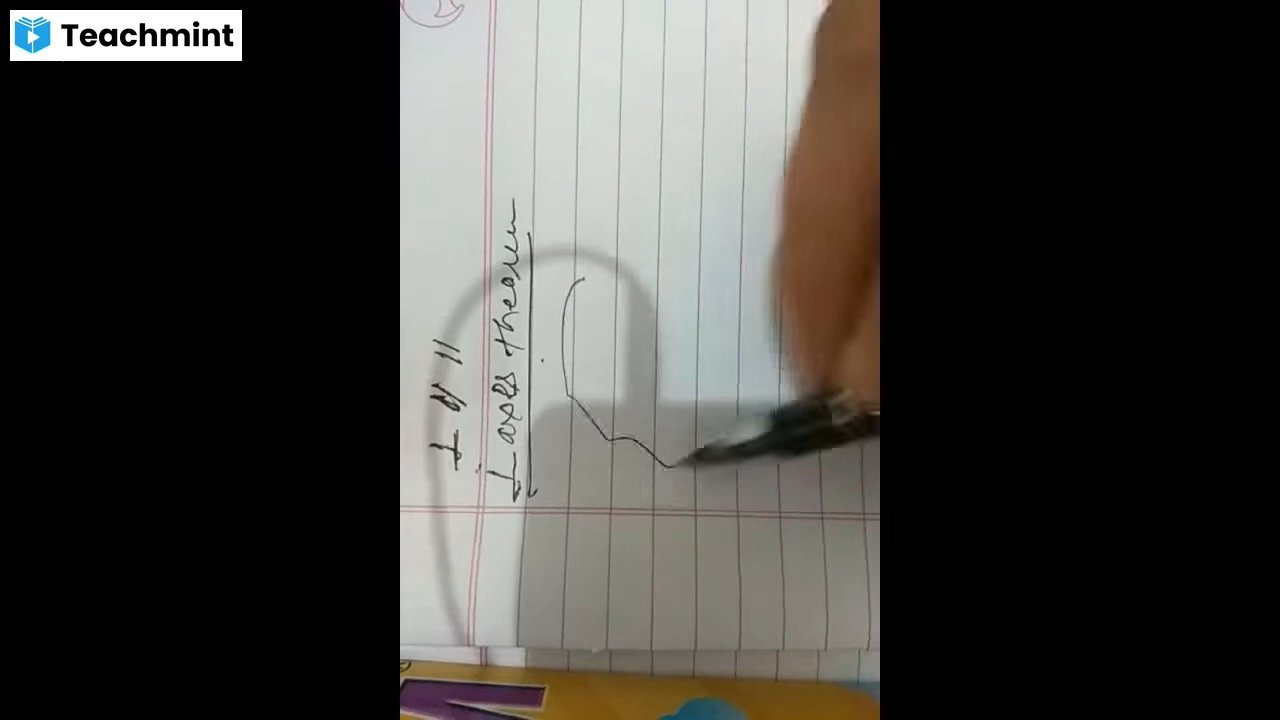 Teachmint
⊥ & ||
⊥ axes theorem